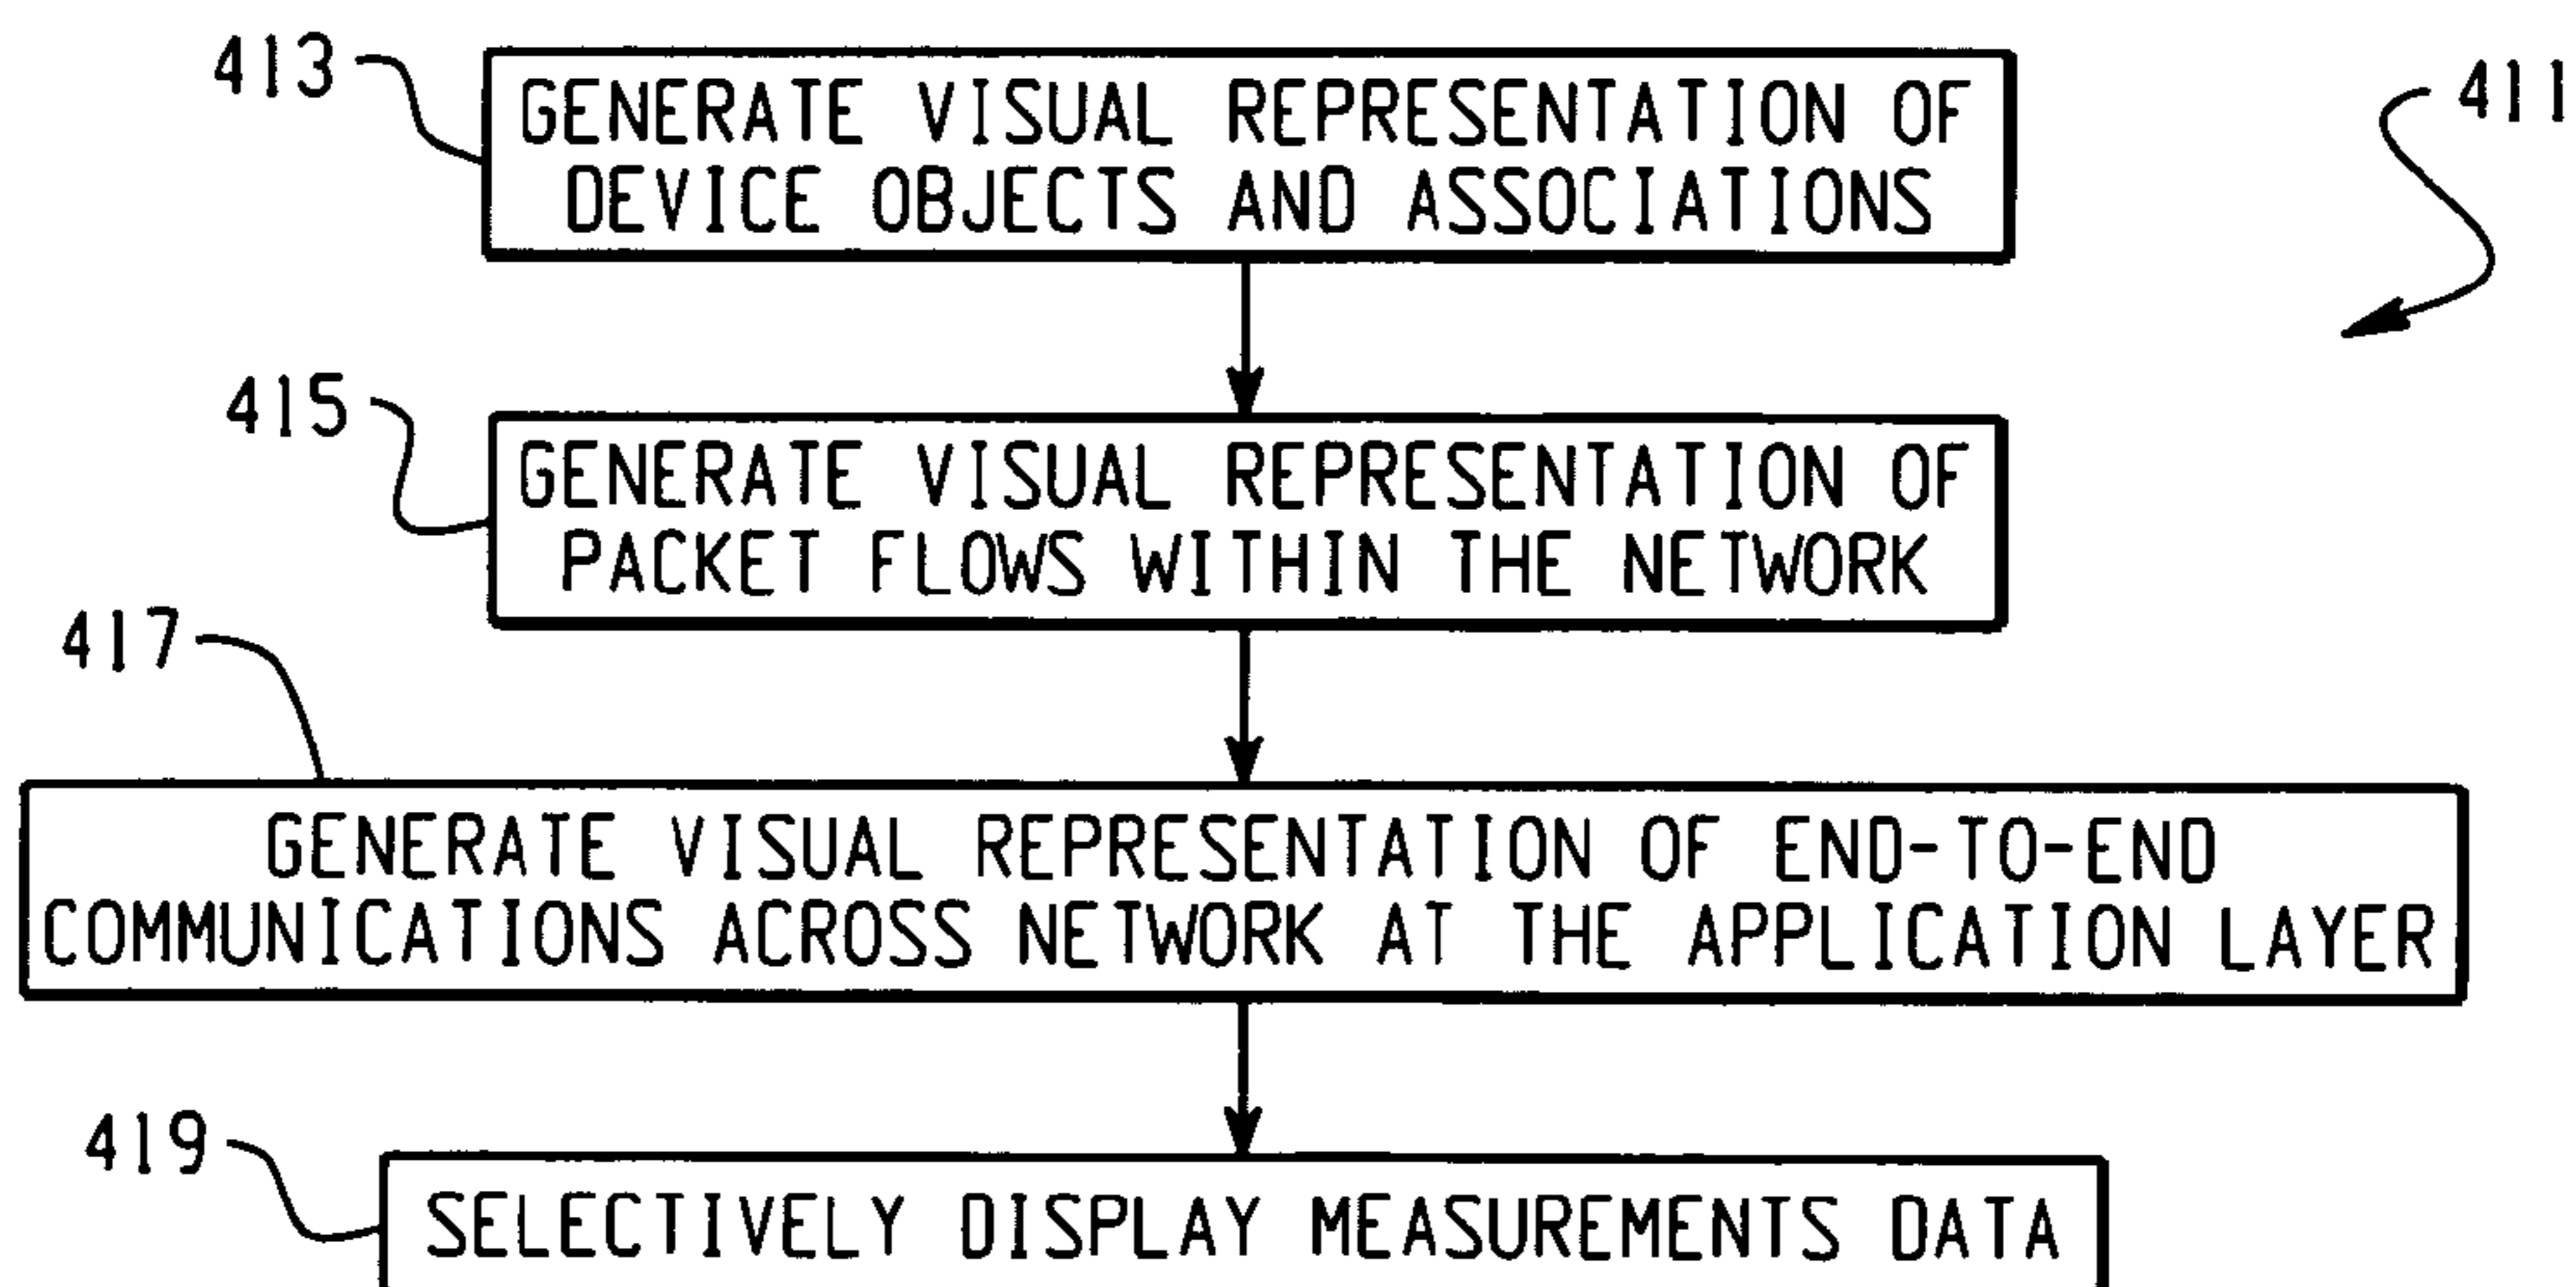 413
GENERATE VISUAL REPRESENTATION OF
DEVICE OBJECTS AND ASSOCIATIONS
411
415
GENERATE VISUAL REPRESENTATION OF
PACKET FLOWS WITHIN THE NETWORK
417
GENERATE VISUAL REPRESENTATION OF END-TO-END
COMMUNICATIONS ACROSS NETWORK AT THE APPLICATION LAYER
419
SELECTIVELY DISPLAY MEASUREMENTS DATA